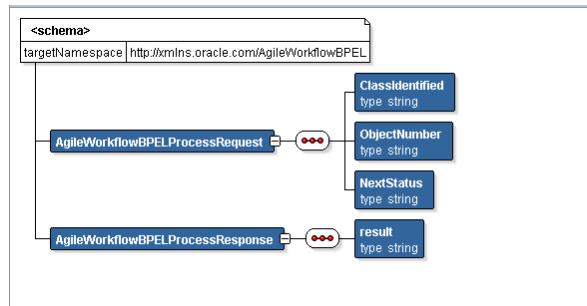 <schema>
targetNamespace http://xmlns.oracle.com/AgileWorkflowBPEL
ClassIdentified
type string
AgileWorkflowBPELProcessRequest
ObjectNumber
type string
NextStatus
type string
AgileWorkflowBPELProcessResponse
result
type string